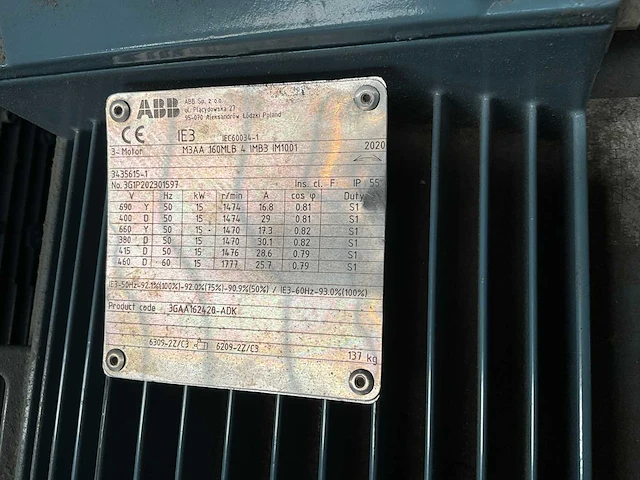 ABB
ABB Sp. z o.o.
ul. Placydowska 27
95-070 Aleksandrów Łódzki Poland
CE IE3 IEC60034-1
3~Motor M3AA 160MLB 4 IMB3 IM1001 2020
3435615-1
No. 3G1P202301597 Ins. cl. F IP 55
V Hz kW r/min A cos φ Duty
690 Y 50 15 1474 16.8 0.81 S1
400 D 50 15 1474 29 0.81 S1
660 Y 50 15 1470 17.3 0.82 S1
380 D 50 15 1470 30.1 0.82 S1
415 D 50 15 1476 28.6 0.79 S1
460 D 60 15 1777 25.7 0.79 S1
IE3-50Hz-92.1%(100%)-92.0%(75%)-90.9%(50%) / IE3-60Hz-93.0%(100%)
Product code 3GAA162420-ADK
6309-2Z/C3 6209-2Z/C3 137 kg